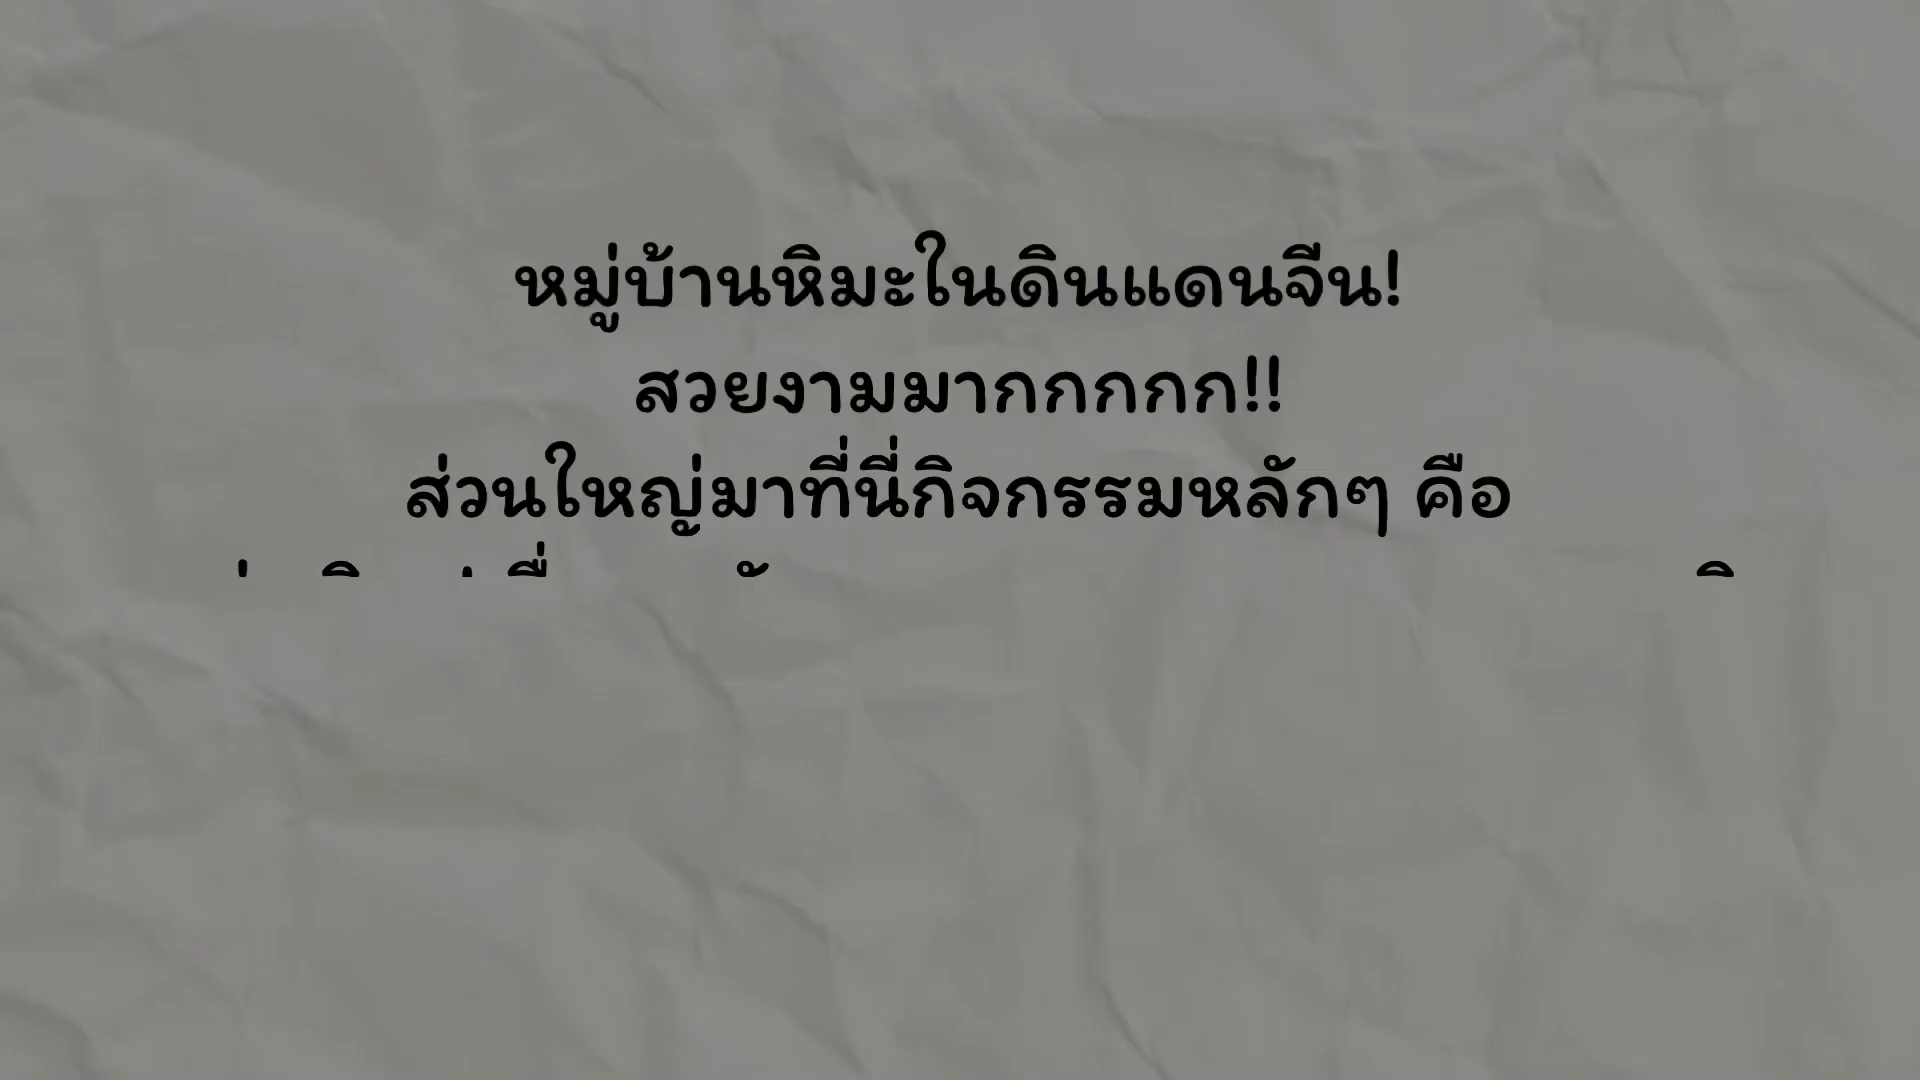 หมู่บ้านหิมะในดินแดนจีน!
สวยงามมากกกกก!!
ส่วนใหญ่มาที่นี่กิจกรรมหลักๆ คือ